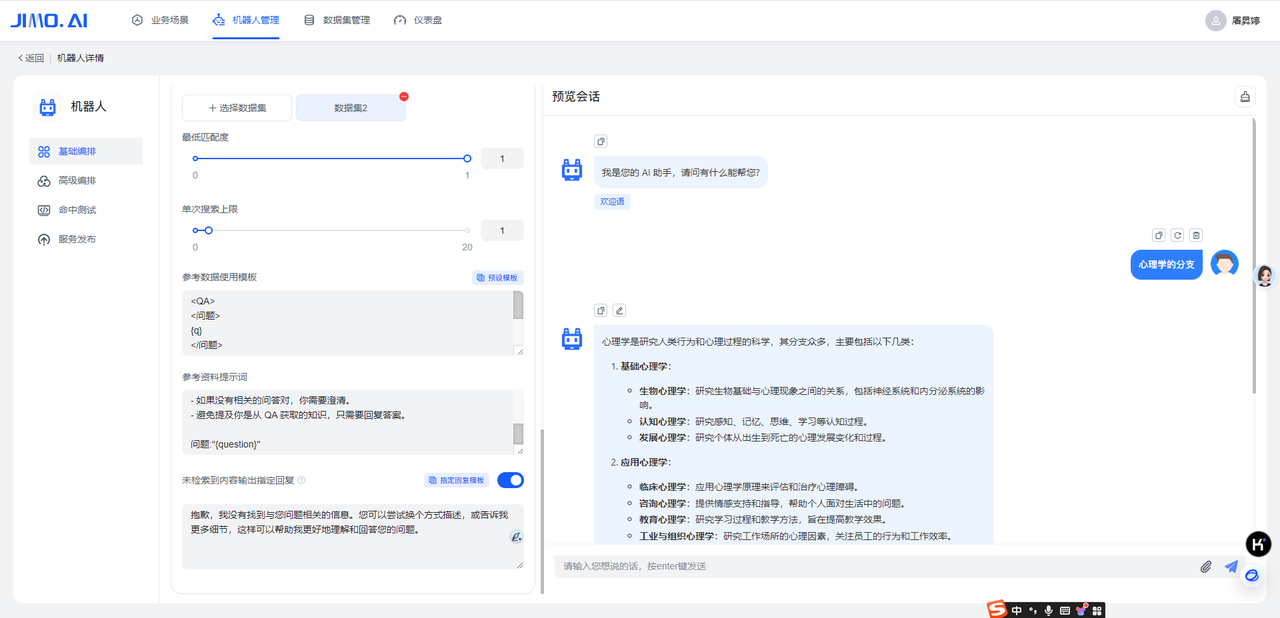 JIMO.AI
业务场景
机器人管理
数据集管理
仪表盘
屠昇婷
返回 | 机器人详情
机器人
基础编排
高级编排
命中测试
服务发布
+ 选择数据集
数据集2
最低匹配度
1
0
1
单次搜索上限
1
0
20
参考数据使用模板
预设模板
<QA>
<问题>
{q}
</问题>
参考资料提示词
- 如果没有相关的问答对，你需要澄清。
- 避免提及你是从 QA 获取的知识，只需要回复答案。
问题:"{question}"
未检索到内容输出指定回复
指定回复模板
抱歉，我没有找到与您问题相关的信息。您可以尝试换个方式描述，或告诉我
更多细节，这样可以帮助我更好地理解和回答您的问题。
预览会话
我是您的 AI 助手，请问有什么能帮您?
欢迎语
心理学的分支
心理学是研究人类行为和心理过程的科学，其分支众多，主要包括以下几类：
1. 基础心理学：
生物心理学：研究生物基础与心理现象之间的关系，包括神经系统和内分泌系统的影
响。
认知心理学：研究感知、记忆、思维、学习等认知过程。
发展心理学：研究个体从出生到死亡的心理发展变化和过程。
2. 应用心理学：
临床心理学：应用心理学原理来评估和治疗心理障碍。
咨询心理学：提供情感支持和指导，帮助个人面对生活中的问题。
教育心理学：研究学习过程和教学方法，旨在提高教学效果。
工业与组织心理学：研究工作场所的心理因素，关注员工的行为和工作效率。
请输入您想说的话，按enter键发送
K
S 中